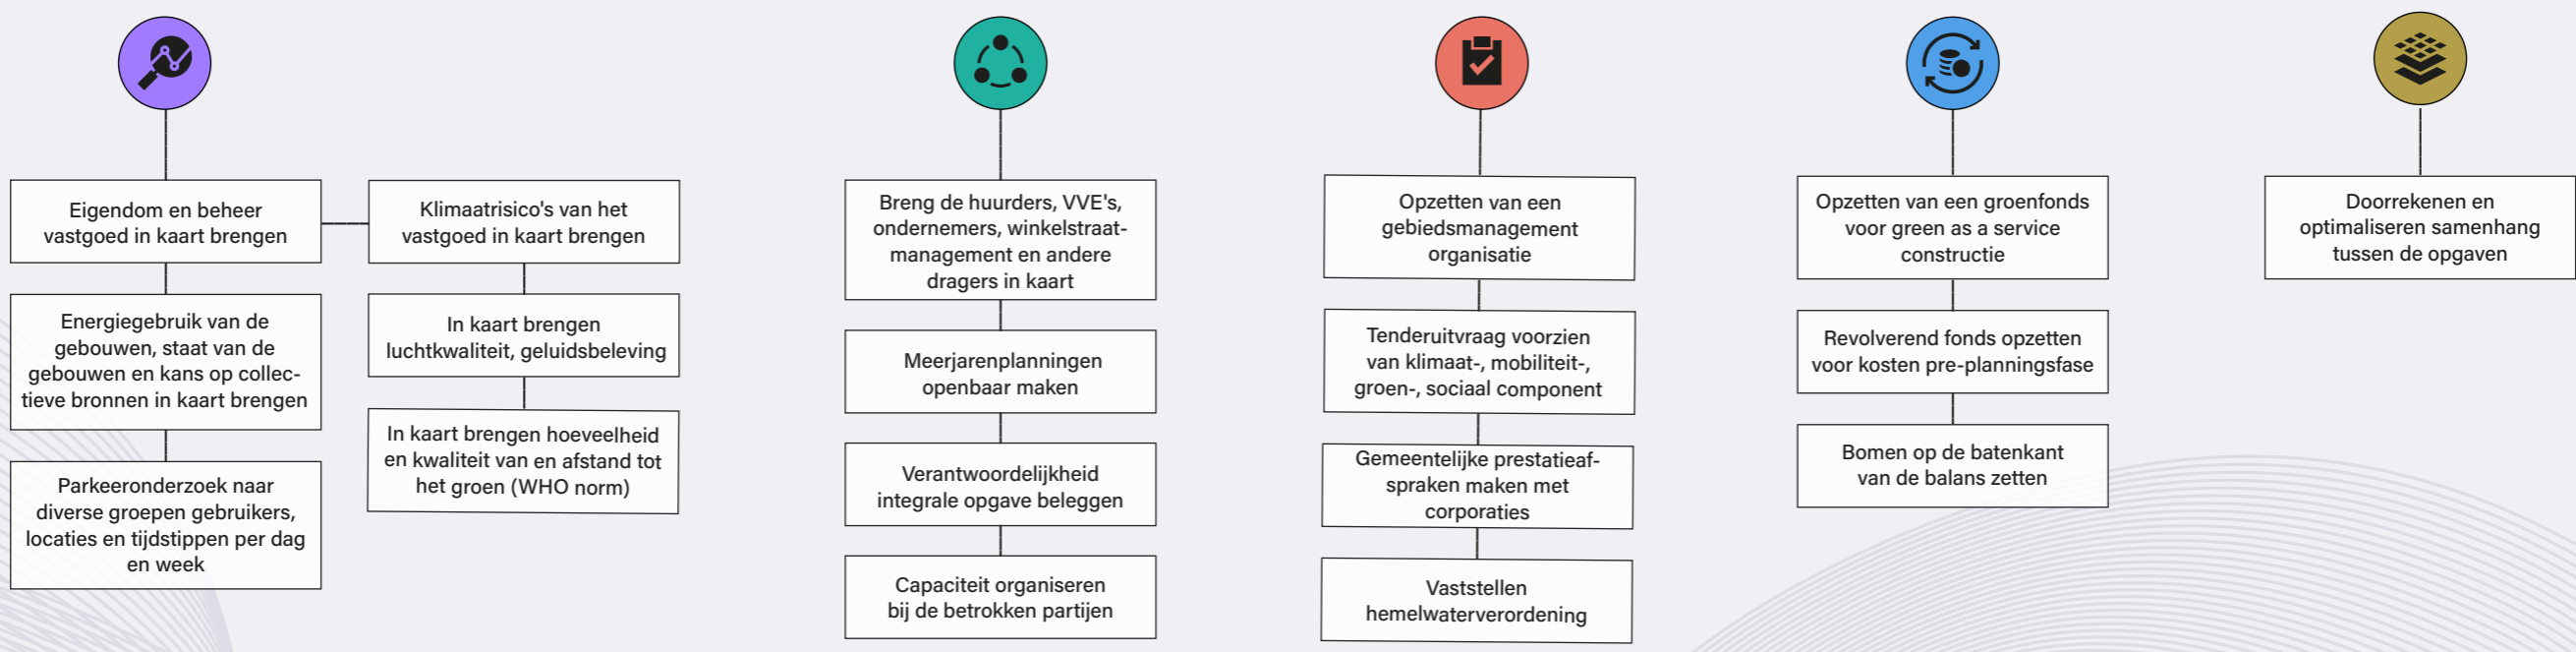 Eigendom en beheer
vastgoed in kaart brengen
Energiegebruik van de
gebouwen, staat van de
gebouwen en kans op collec-
tieve bronnen in kaart brengen
Parkeeronderzoek naar
diverse groepen gebruikers,
locaties en tijdstippen per dag
en week
Klimaatrisico's van het
vastgoed in kaart brengen
In kaart brengen
luchtkwaliteit, geluidsbeleving
In kaart brengen hoeveelheid
en kwaliteit van en afstand tot
het groen (WHO norm)
Breng de huurders, VVE's,
ondernemers, winkelstraat-
management en andere
dragers in kaart
Meerjarenplanningen
openbaar maken
Verantwoordelijkheid
integrale opgave beleggen
Capaciteit organiseren
bij de betrokken partijen
Opzetten van een
gebiedsmanagement
organisatie
Tenderuitvraag voorzien
van klimaat-, mobiliteit-,
groen-, sociaal component
Gemeentelijke prestatieaf-
spraken maken met
corporaties
Vaststellen
hemelwaterverordening
Opzetten van een groenfonds
voor green as a service
constructie
Revolverend fonds opzetten
voor kosten pre-planningsfase
Bomen op de batenkant
van de balans zetten
Doorrekenen en
optimaliseren samenhang
tussen de opgaven